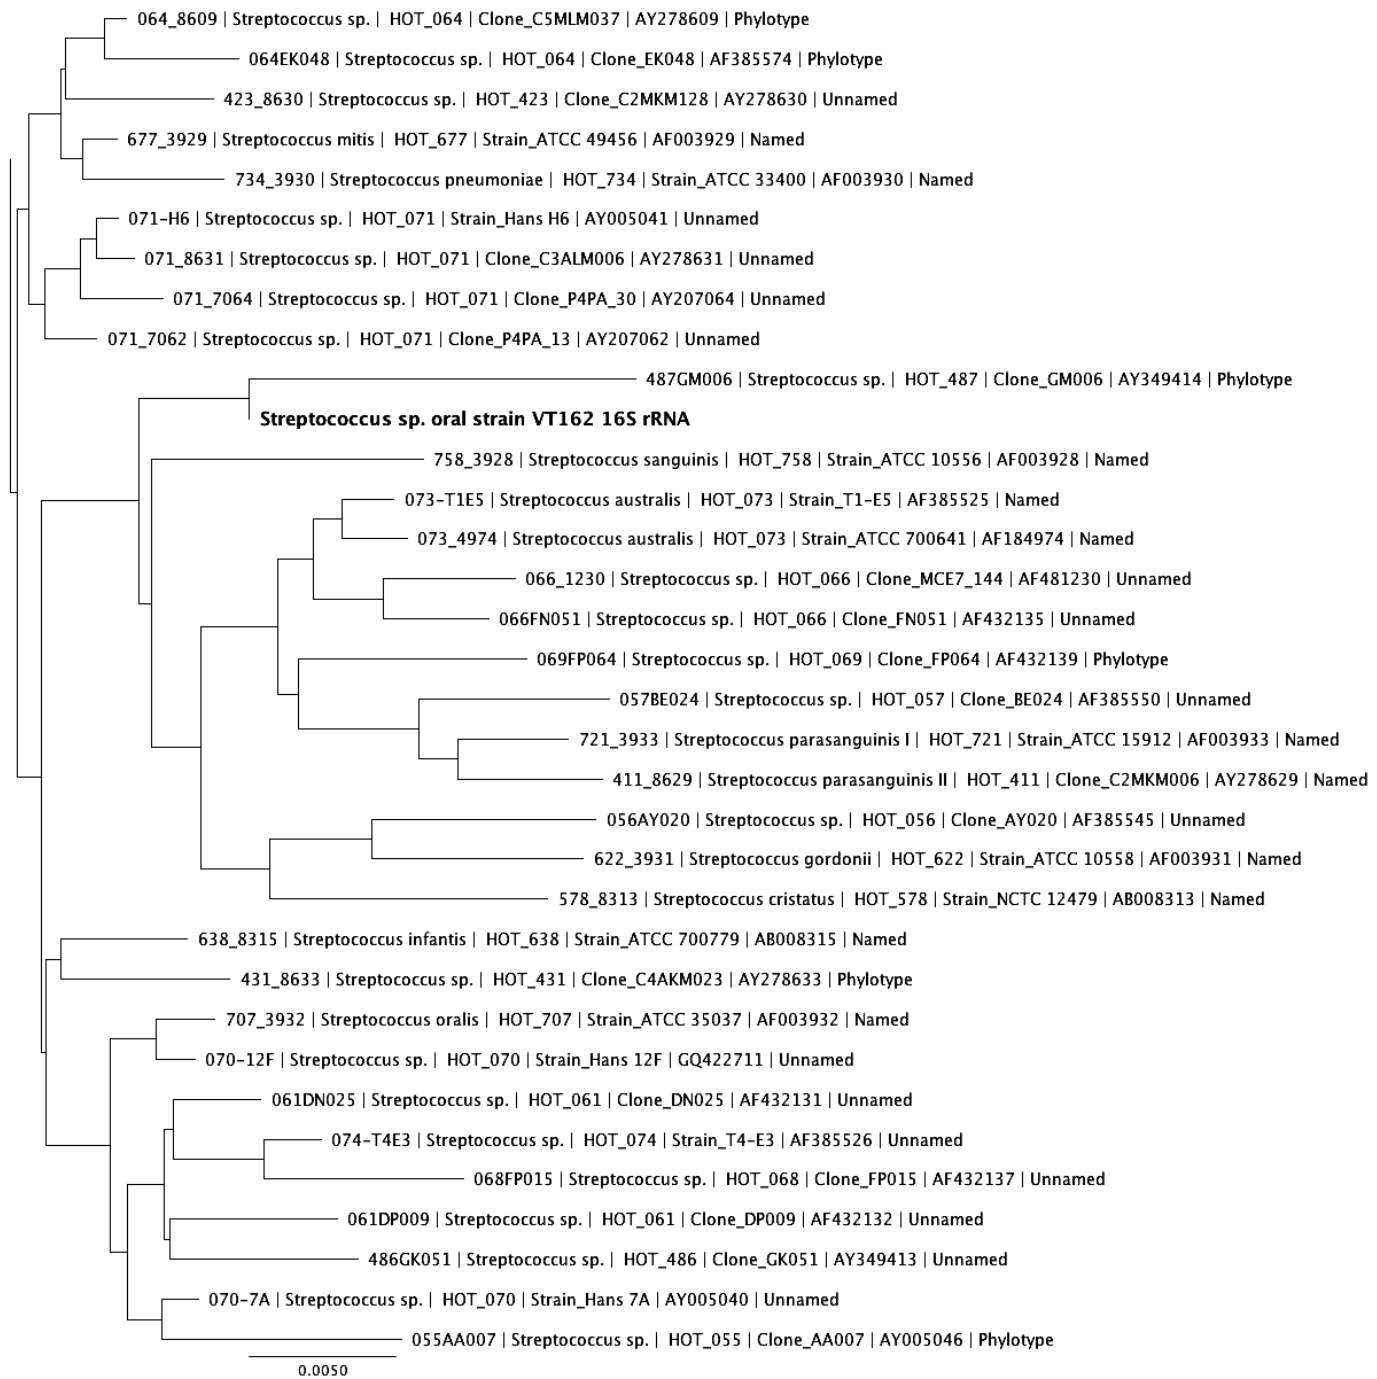 064_8609 | Streptococcus sp. | HOT_064 | Clone_C5MLM037 | AY278609 | Phylotype
064EK048 | Streptococcus sp. | HOT_064 | Clone_EK048 | AF385574 | Phylotype
423_8630 | Streptococcus sp. | HOT_423 | Clone_C2MKM128 | AY278630 | Unnamed
677_3929 | Streptococcus mitis | HOT_677 | Strain_ATCC 49456 | AF003929 | Named
734_3930 | Streptococcus pneumoniae | HOT_734 | Strain_ATCC 33400 | AF003930 | Named
071-H6 | Streptococcus sp. | HOT_071 | Strain_Hans H6 | AY005041 | Unnamed
071_8631 | Streptococcus sp. | HOT_071 | Clone_C3ALM006 | AY278631 | Unnamed
071_7064 | Streptococcus sp. | HOT_071 | Clone_P4PA_30 | AY207064 | Unnamed
071_7062 | Streptococcus sp. | HOT_071 | Clone_P4PA_13 | AY207062 | Unnamed
487GM006 | Streptococcus sp. | HOT_487 | Clone_GM006 | AY349414 | Phylotype
Streptococcus sp. oral strain VT162 16S rRNA
758_3928 | Streptococcus sanguinis | HOT_758 | Strain_ATCC 10556 | AF003928 | Named
073-T1E5 | Streptococcus australis | HOT_073 | Strain_T1-E5 | AF385525 | Named
073_4974 | Streptococcus australis | HOT_073 | Strain_ATCC 700641 | AF184974 | Named
066_1230 | Streptococcus sp. | HOT_066 | Clone_MCE7_144 | AF481230 | Unnamed
066FN051 | Streptococcus sp. | HOT_066 | Clone_FN051 | AF432135 | Unnamed
069FP064 | Streptococcus sp. | HOT_069 | Clone_FP064 | AF432139 | Phylotype
057BE024 | Streptococcus sp. | HOT_057 | Clone_BE024 | AF385550 | Unnamed
721_3933 | Streptococcus parasanguinis I | HOT_721 | Strain_ATCC 15912 | AF003933 | Named
411_8629 | Streptococcus parasanguinis II | HOT_411 | Clone_C2MKM006 | AY278629 | Named
056AY020 | Streptococcus sp. | HOT_056 | Clone_AY020 | AF385545 | Unnamed
622_3931 | Streptococcus gordonii | HOT_622 | Strain_ATCC 10558 | AF003931 | Named
578_8313 | Streptococcus cristatus | HOT_578 | Strain_NCTC 12479 | AB008313 | Named
638_8315 | Streptococcus infantis | HOT_638 | Strain_ATCC 700779 | AB008315 | Named
431_8633 | Streptococcus sp. | HOT_431 | Clone_C4AKM023 | AY278633 | Phylotype
707_3932 | Streptococcus oralis | HOT_707 | Strain_ATCC 35037 | AF003932 | Named
070-12F | Streptococcus sp. | HOT_070 | Strain_Hans 12F | GQ422711 | Unnamed
061DN025 | Streptococcus sp. | HOT_061 | Clone_DN025 | AF432131 | Unnamed
074-T4E3 | Streptococcus sp. | HOT_074 | Strain_T4-E3 | AF385526 | Unnamed
068FP015 | Streptococcus sp. | HOT_068 | Clone_FP015 | AF432137 | Unnamed
061DP009 | Streptococcus sp. | HOT_061 | Clone_DP009 | AF432132 | Unnamed
486GK051 | Streptococcus sp. | HOT_486 | Clone_GK051 | AY349413 | Unnamed
070-7A | Streptococcus sp. | HOT_070 | Strain_Hans 7A | AY005040 | Unnamed
055AA007 | Streptococcus sp. | HOT_055 | Clone_AA007 | AY005046 | Phylotype
0.0050